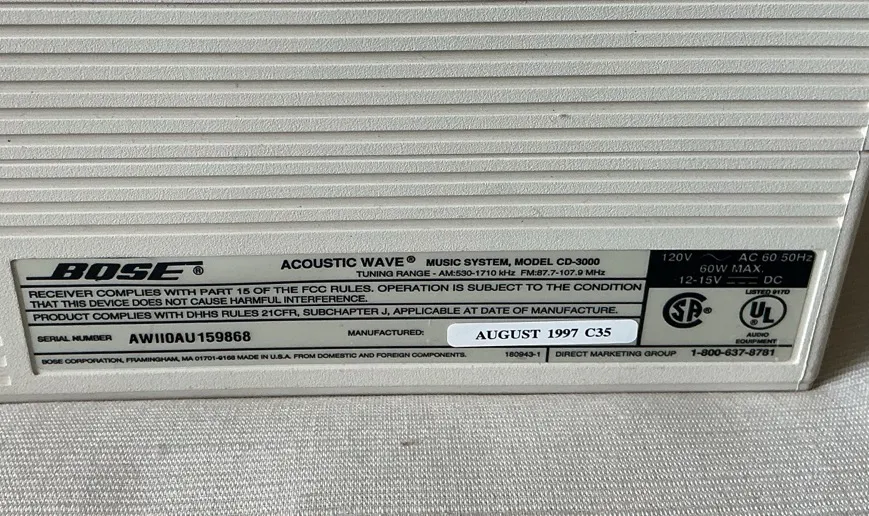 BOSE®
ACOUSTIC WAVE® MUSIC SYSTEM, MODEL CD-3000
TUNING RANGE - AM:530-1710 kHz FM:87.7-107.9 MHz
RECEIVER COMPLIES WITH PART 15 OF THE FCC RULES. OPERATION IS SUBJECT TO THE CONDITION
THAT THIS DEVICE DOES NOT CAUSE HARMFUL INTERFERENCE.
PRODUCT COMPLIES WITH DHHS RULES 21CFR, SUBCHAPTER J, APPLICABLE AT DATE OF MANUFACTURE.
SERIAL NUMBER AW110AU159868 MANUFACTURED: AUGUST 1997 C35
BOSE CORPORATION, FRAMINGHAM, MA 01701-9168 MADE IN U.S.A. FROM DOMESTIC AND FOREIGN COMPONENTS. 180943-1
DIRECT MARKETING GROUP 1-800-637-8781
120V ~ AC 60 50Hz
60W MAX.
12-15V ⎓ DC
SA®
LISTED 917D
UL®
AUDIO
EQUIPMENT